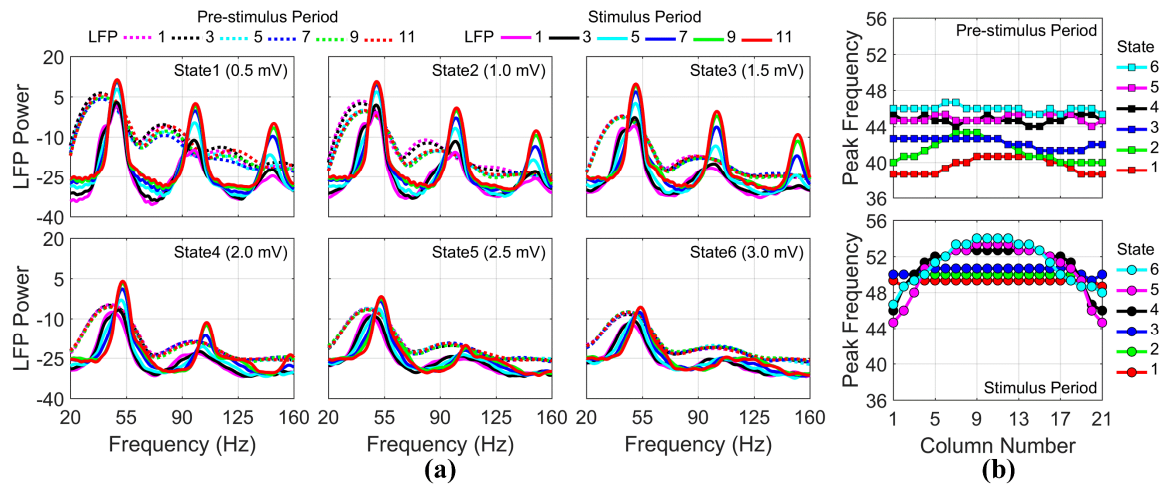 Pre-stimulus Period
Stimulus Period
LFP 1 3 5 7 9 11
LFP 1 3 5 7 9 11
LFP Power
20
5
-10
-25
-40
State1 (0.5 mV)
State2 (1.0 mV)
State3 (1.5 mV)
LFP Power
20
5
-10
-25
-40
State4 (2.0 mV)
State5 (2.5 mV)
State6 (3.0 mV)
20 55 90 125 160
20 55 90 125 160
20 55 90 125 160
Frequency (Hz)
Frequency (Hz)
Frequency (Hz)
(a)
Peak Frequency
56
52
48
44
40
36
Pre-stimulus Period
State
6
5
4
3
2
1
Peak Frequency
56
52
48
44
40
36
Stimulus Period
State
6
5
4
3
2
1
1 5 9 13 17 21
Column Number
(b)